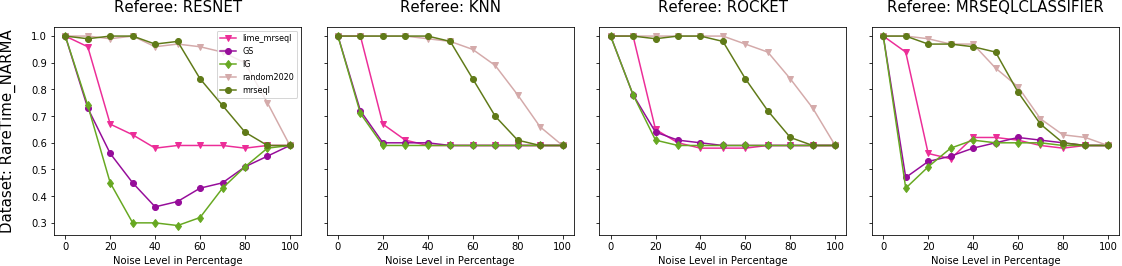 Referee: RESNET
Referee: KNN
Referee: ROCKET
Referee: MRSEQLCLASSIFIER
Dataset: RareTime_NARMA
1.0
0.9
0.8
0.7
0.6
0.5
0.4
0.3
lime_mrseql
GS
IG
random2020
mrseql
0 20 40 60 80 100
0 20 40 60 80 100
0 20 40 60 80 100
0 20 40 60 80 100
Noise Level in Percentage
Noise Level in Percentage
Noise Level in Percentage
Noise Level in Percentage